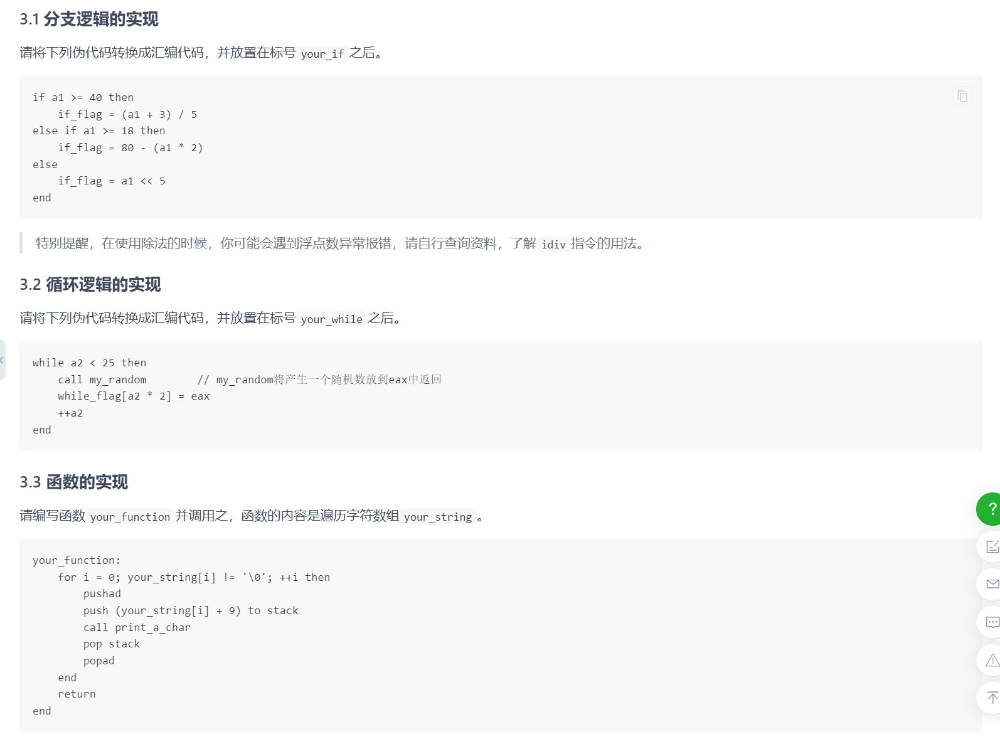 3.1 分支逻辑的实现
请将下列伪代码转换成汇编代码，并放置在标号 your_if 之后。
if a1 >= 40 then
    if_flag = (a1 + 3) / 5
else if a1 >= 18 then
    if_flag = 80 - (a1 * 2)
else
    if_flag = a1 << 5
end
特别提醒，在使用除法的时候，你可能会遇到浮点数异常报错，请自行查询资料，了解 idiv 指令的用法。
3.2 循环逻辑的实现
请将下列伪代码转换成汇编代码，并放置在标号 your_while 之后。
while a2 < 25 then
    call my_random        // my_random将产生一个随机数放到eax中返回
    while_flag[a2 * 2] = eax
    ++a2
end
3.3 函数的实现
请编写函数 your_function 并调用之，函数的内容是遍历字符数组 your_string 。
your_function:
    for i = 0; your_string[i] != '\0'; ++i then
        pushad
        push (your_string[i] + 9) to stack
        call print_a_char
        pop stack
        popad
    end
    return
end